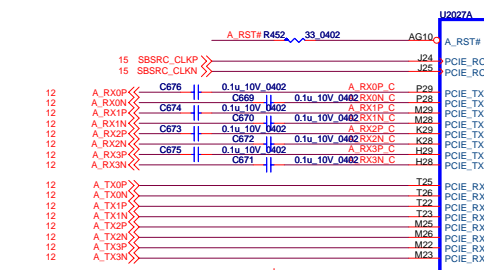 U2027A
A_RST# R452 33_0402 AG10 A_RST#
15 SBSRC_CLKP J24 PCIE_RC
15 SBSRC_CLKN J25 PCIE_RC
12 A_RX0P C676 0.1u_10V_0402 A_RX0P_C P29 PCIE_TX
12 A_RX0N C669 0.1u_10V_0402 A_RX0N_C P28 PCIE_TX
12 A_RX1P C674 0.1u_10V_0402 A_RX1P_C M29 PCIE_TX
12 A_RX1N C670 0.1u_10V_0402 A_RX1N_C M28 PCIE_TX
12 A_RX2P C673 0.1u_10V_0402 A_RX2P_C K29 PCIE_TX
12 A_RX2N C672 0.1u_10V_0402 A_RX2N_C K28 PCIE_TX
12 A_RX3P C675 0.1u_10V_0402 A_RX3P_C H29 PCIE_TX
12 A_RX3N C671 0.1u_10V_0402 A_RX3N_C H28 PCIE_TX
12 A_TX0P T25 PCIE_RX
12 A_TX0N T26 PCIE_RX
12 A_TX1P T22 PCIE_RX
12 A_TX1N T23 PCIE_RX
12 A_TX2P M25 PCIE_RX
12 A_TX2N M26 PCIE_RX
12 A_TX3P M22 PCIE_RX
12 A_TX3N M23 PCIE_RX